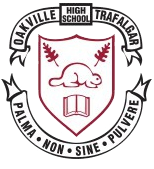 OAKVILLE HIGH SCHOOL TRAFALGAR
PALMA • NON • SINE • PULVERE